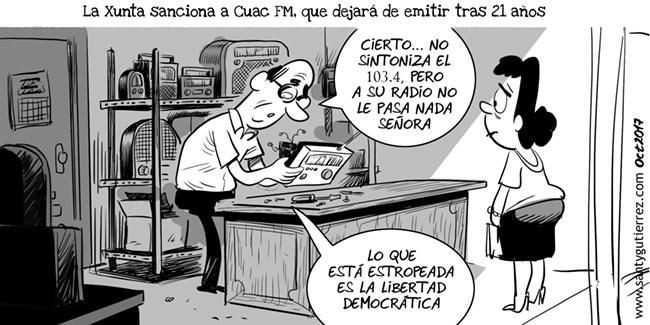 La Xunta sanciona a Cuac FM, que dejará de emitir tras 21 años
CIERTO... NO
SINTONIZA EL
103.4, PERO
A SU RADIO NO
LE PASA NADA
SEÑORA
LO QUE
ESTÁ ESTROPEADA
ES LA LIBERTAD
DEMOCRÁTICA
www.santygutierrez.com Oct2017